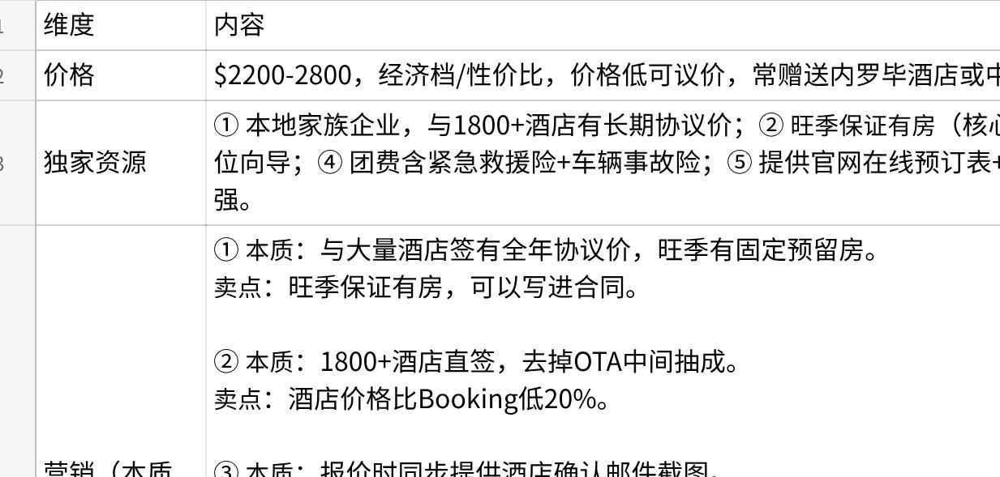 1 维度 内容
2 价格 $2200-2800，经济档/性价比，价格低可议价，常赠送内罗毕酒店或
① 本地家族企业，与1800+酒店有长期协议价；② 旺季保证有房（核心
3 独家资源 位向导；④ 团费含紧急救援险+车辆事故险；⑤ 提供官网在线预订表+
强。
① 本质：与大量酒店签有全年协议价，旺季有固定预留房。
卖点：旺季保证有房，可以写进合同。
② 本质：1800+酒店直签，去掉OTA中间抽成。
卖点：酒店价格比Booking低20%。
营销（本质 ③ 本质：报价时同步提供酒店确认邮件截图。